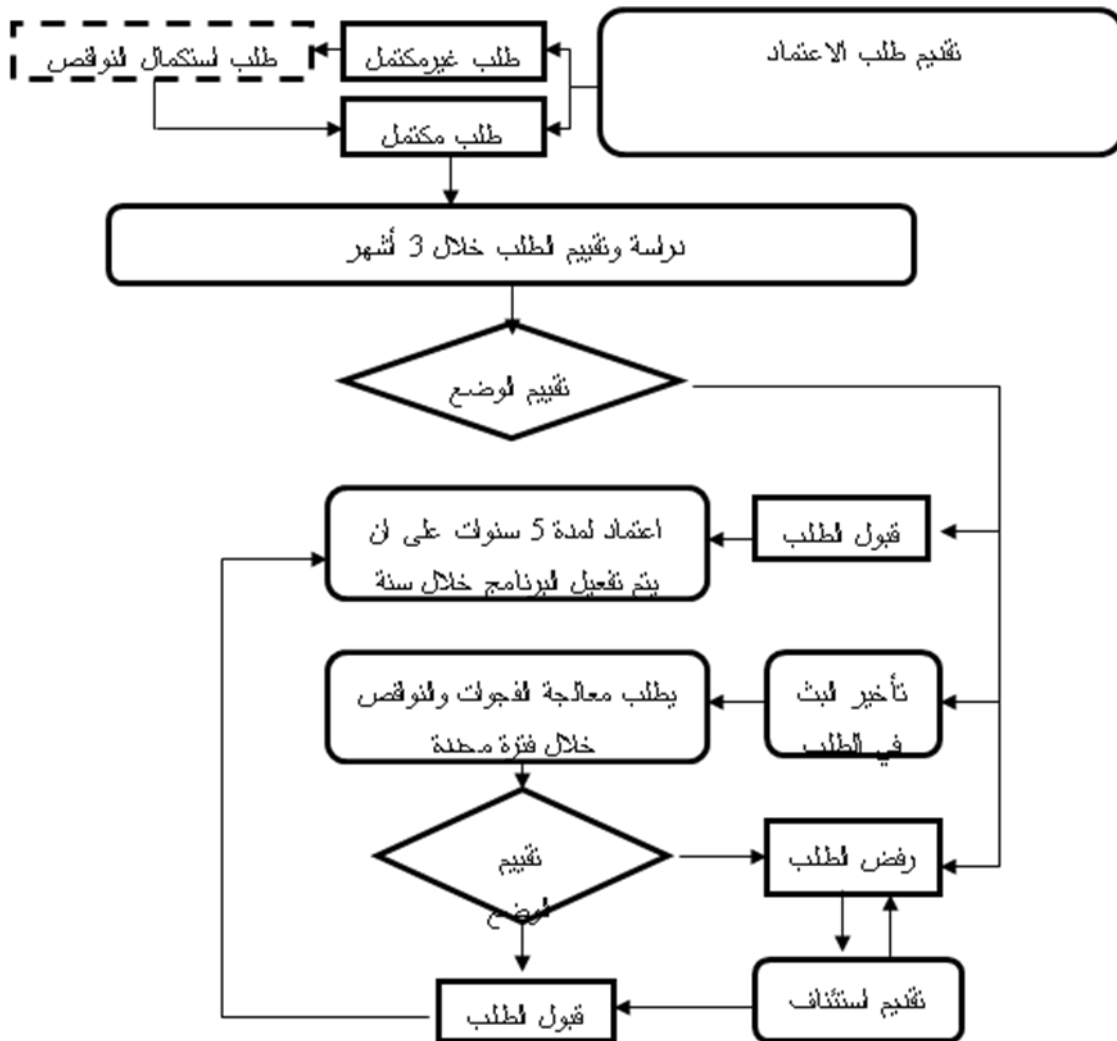 تقديم طلب الاعتماد
طلب غيرمكتمل
طلب استكمال النواقص
طلب مكتمل
دراسة وتقييم الطلب خلال 3 أشهر
تقييم الوضع
قبول الطلب
اعتماد لمدة 5 سنوات على ان
يتم تفعيل البرنامج خلال سنة
تأخير البث
في الطلب
يطلب معالجة الفجوات والنواقص
خلال فترة
تقييم
الوضع
رفض الطلب
تقديم استئناف
قبول الطلب